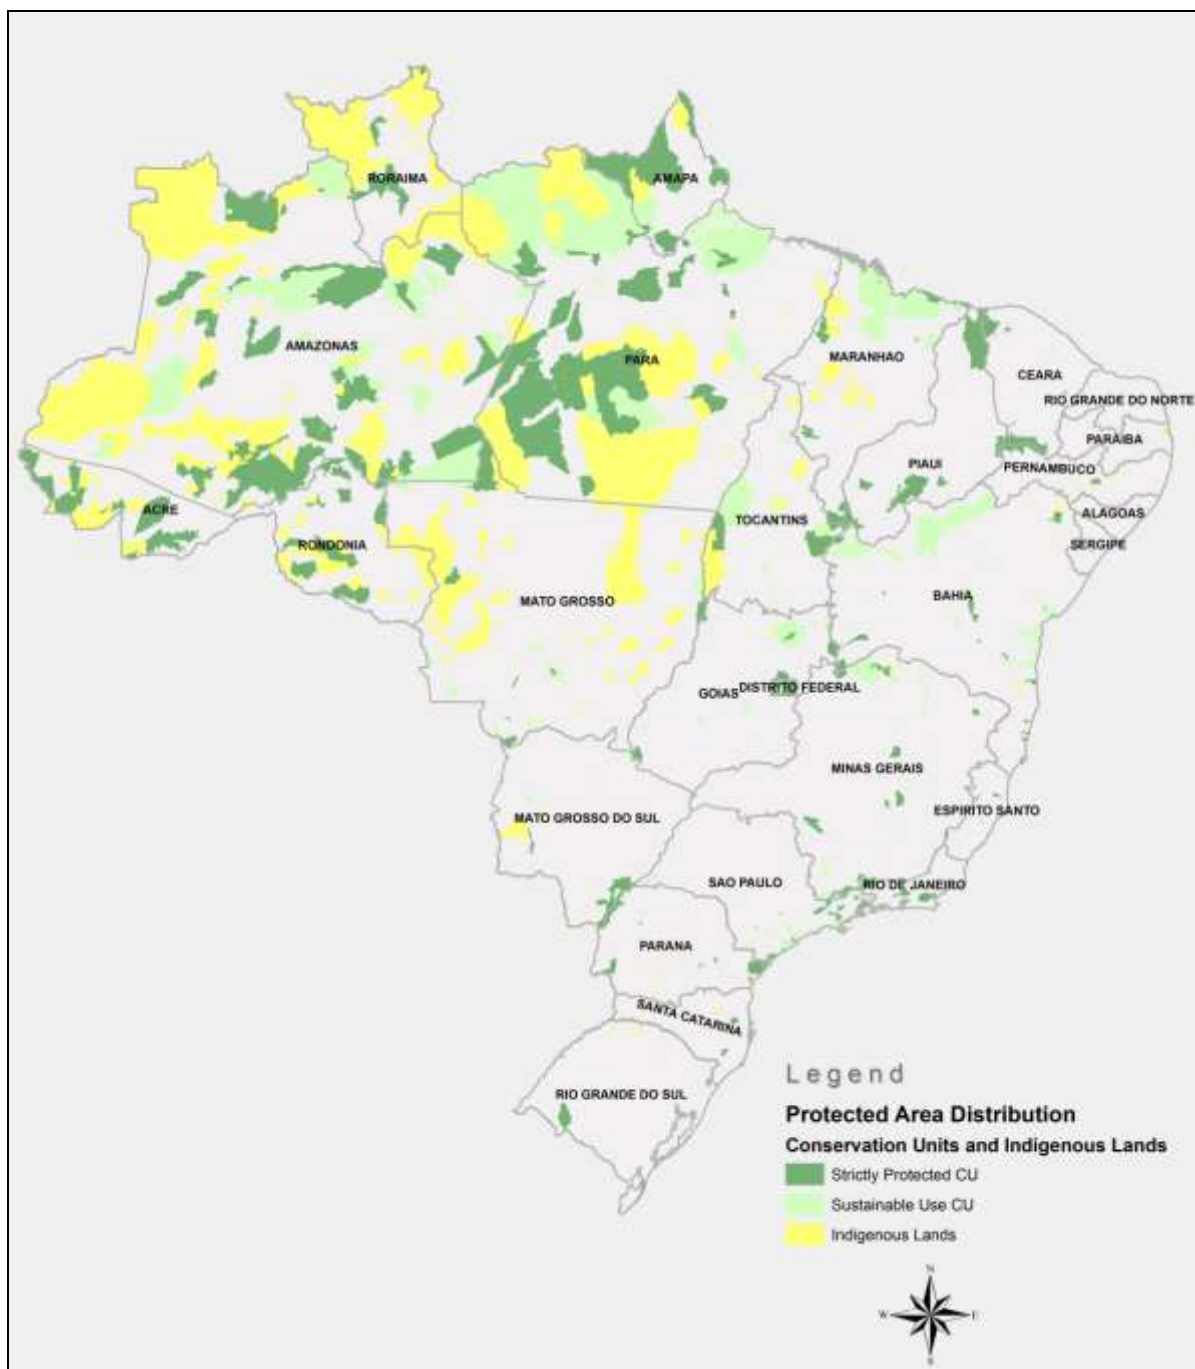 RORAIMA
AMAPA
AMAZONAS
PARA
MARANHAO
CEARA
RIO GRANDE DO NORTE
PARAIBA
PIAUI
PERNAMBUCO
ACRE
ALAGOAS
TOCANTINS
RONDONIA
SERGIPE
MATO GROSSO
BAHIA
GOIAS
DISTRITO FEDERAL
MINAS GERAIS
ESPIRITO SANTO
MATO GROSSO DO SUL
SAO PAULO
RIO DE JANEIRO
PARANA
SANTA CATARINA
RIO GRANDE DO SUL
Legend
Protected Area Distribution
Conservation Units and Indigenous Lands
Strictly Protected CU
Sustainable Use CU
Indigenous Lands
N
W
E
S